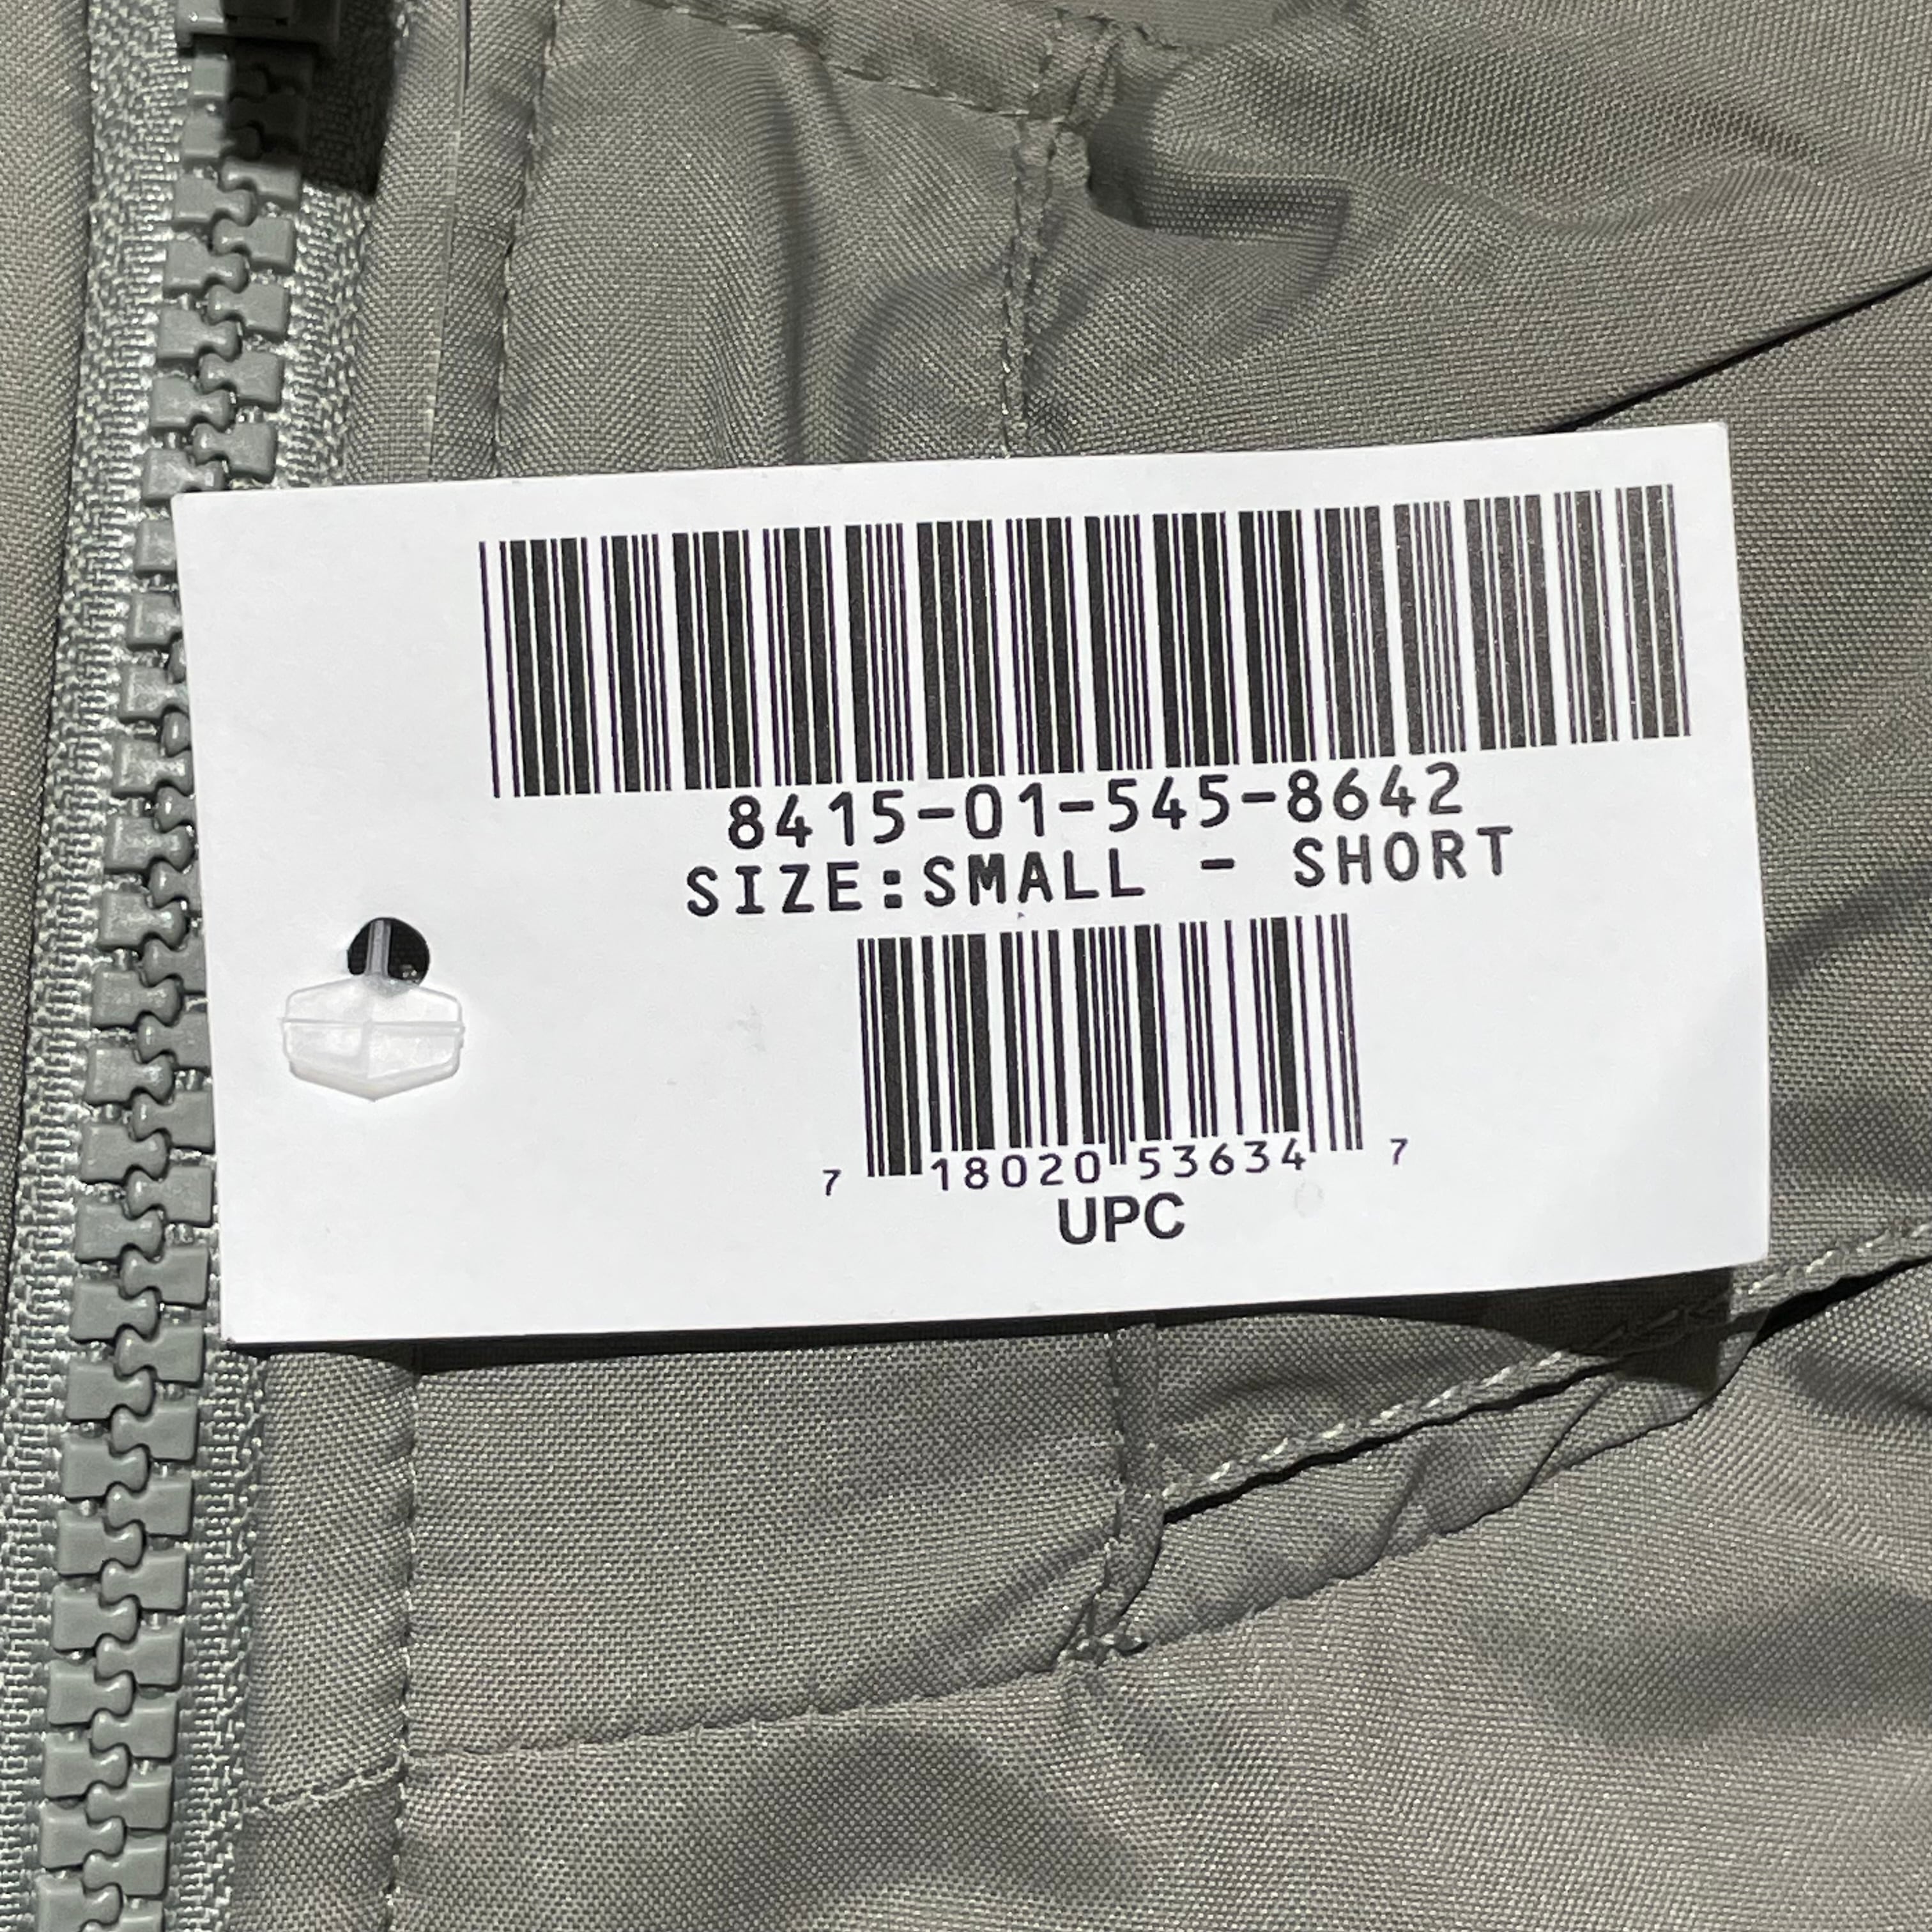 8415-01-545-8642
SIZE:SMALL - SHORT
7 18020 53634 7
UPC